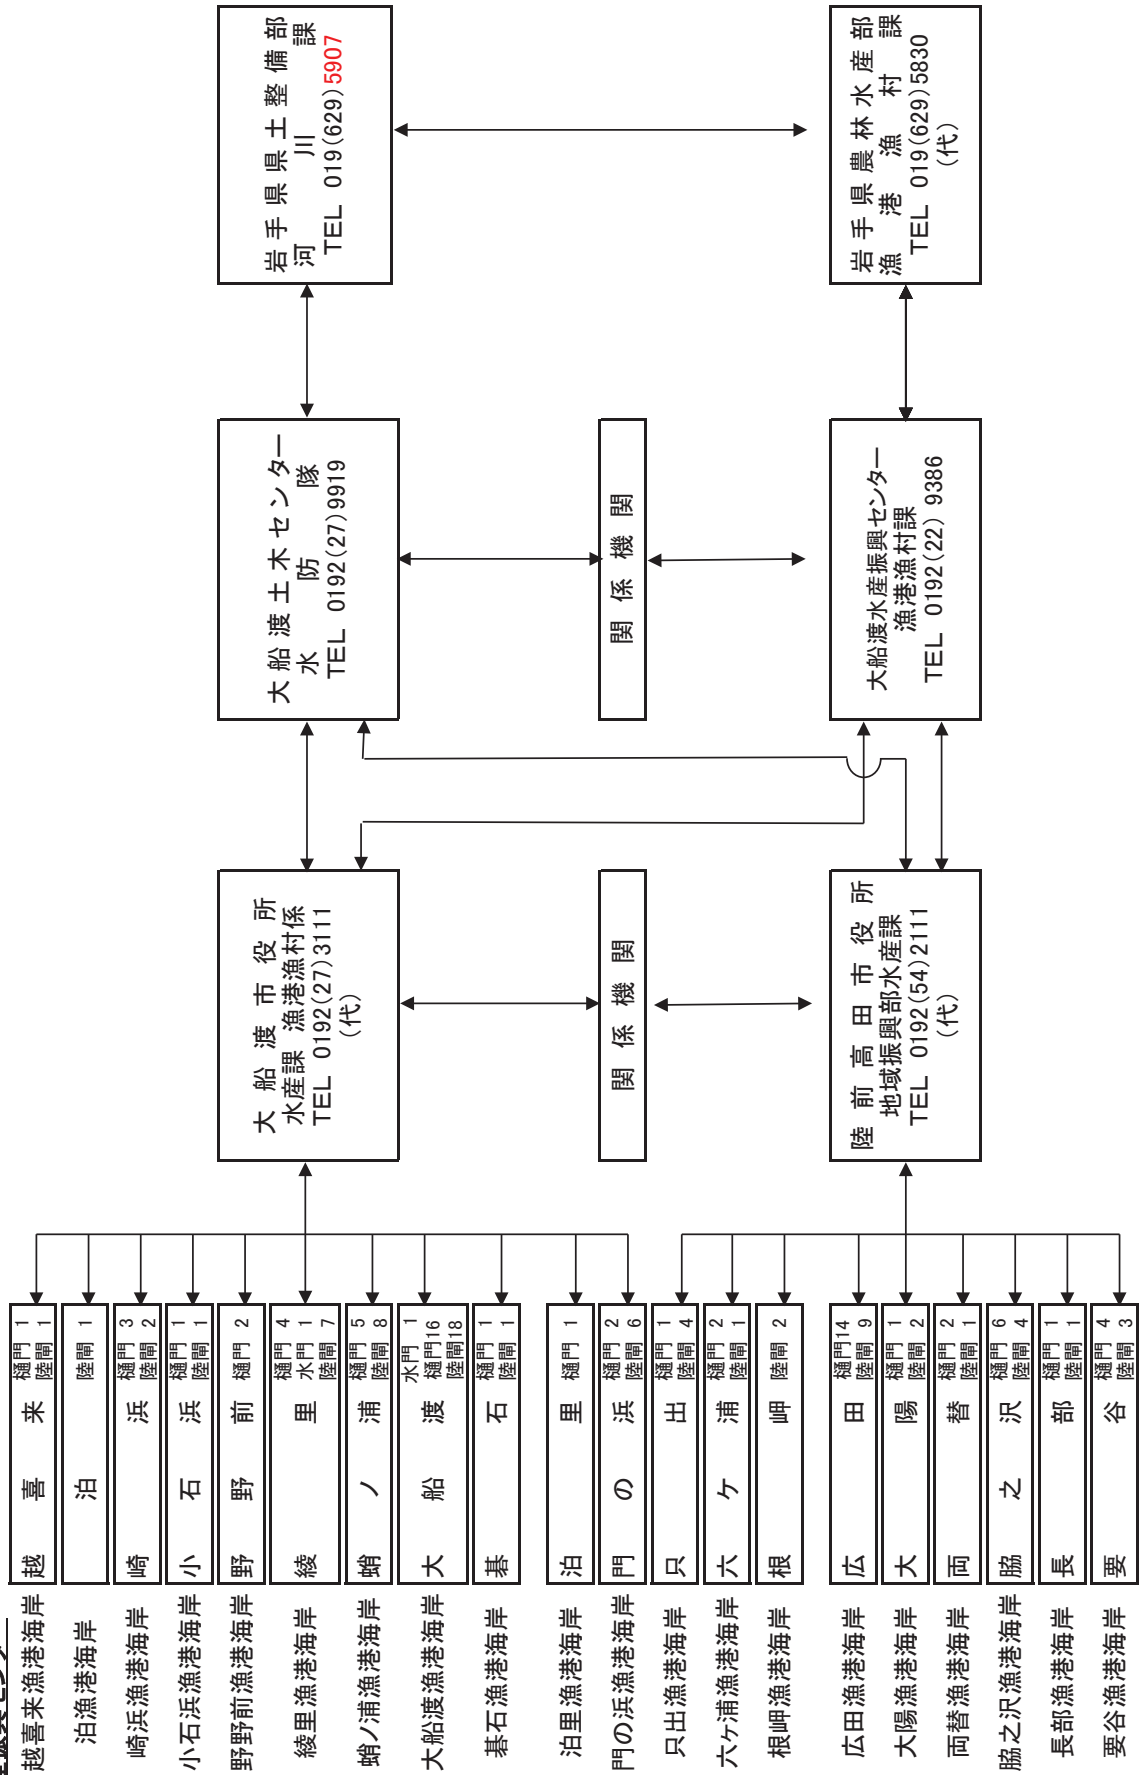 越喜来漁港海岸
越喜来
樋門 1
陸閘 1
泊漁港海岸
泊
陸閘 1
崎浜漁港海岸
崎浜
樋門 3
陸閘 2
小石浜漁港海岸
小石浜
樋門 1
陸閘 1
野野前漁港海岸
野野前
樋門 2
綾里漁港海岸
綾里
樋門 4
水門 1
陸閘 7
蛸ノ浦漁港海岸
蛸ノ浦
樋門 5
陸閘 8
大船渡漁港海岸
大船渡
水門 1
樋門16
陸閘18
碁石漁港海岸
碁石
樋門 1
陸閘 1
泊里漁港海岸
泊里
樋門 1
門の浜漁港海岸
門の浜
樋門 2
陸閘 6
只出漁港海岸
只出
樋門 1
陸閘 4
六ヶ浦漁港海岸
六ケ浦
樋門 2
陸閘 1
根岬漁港海岸
根岬
陸閘 2
広田漁港海岸
広田
樋門14
陸閘 9
大陽漁港海岸
大陽
樋門 1
陸閘 2
両替漁港海岸
両替
樋門 2
陸閘 1
脇之沢漁港海岸
脇之沢
樋門 6
陸閘 4
長部漁港海岸
長部
樋門 1
陸閘 1
要谷漁港海岸
要谷
樋門 4
陸閘 3
大船渡市役所
水産課 漁港漁村係
TEL 0192(27)3111
(代)
関係機関
陸前高田市役所
地域振興部水産課
TEL 0192(54)2111
(代)
大船渡土木センター
水防隊
TEL 0192(27)9919
関係機関
大船渡水産振興センター
漁港漁村課
TEL 0192(22) 9386
岩手県県土整備部
河川課
TEL 019(629)5907
岩手県農林水産部
漁港漁村課
TEL 019(629)5830
(代)